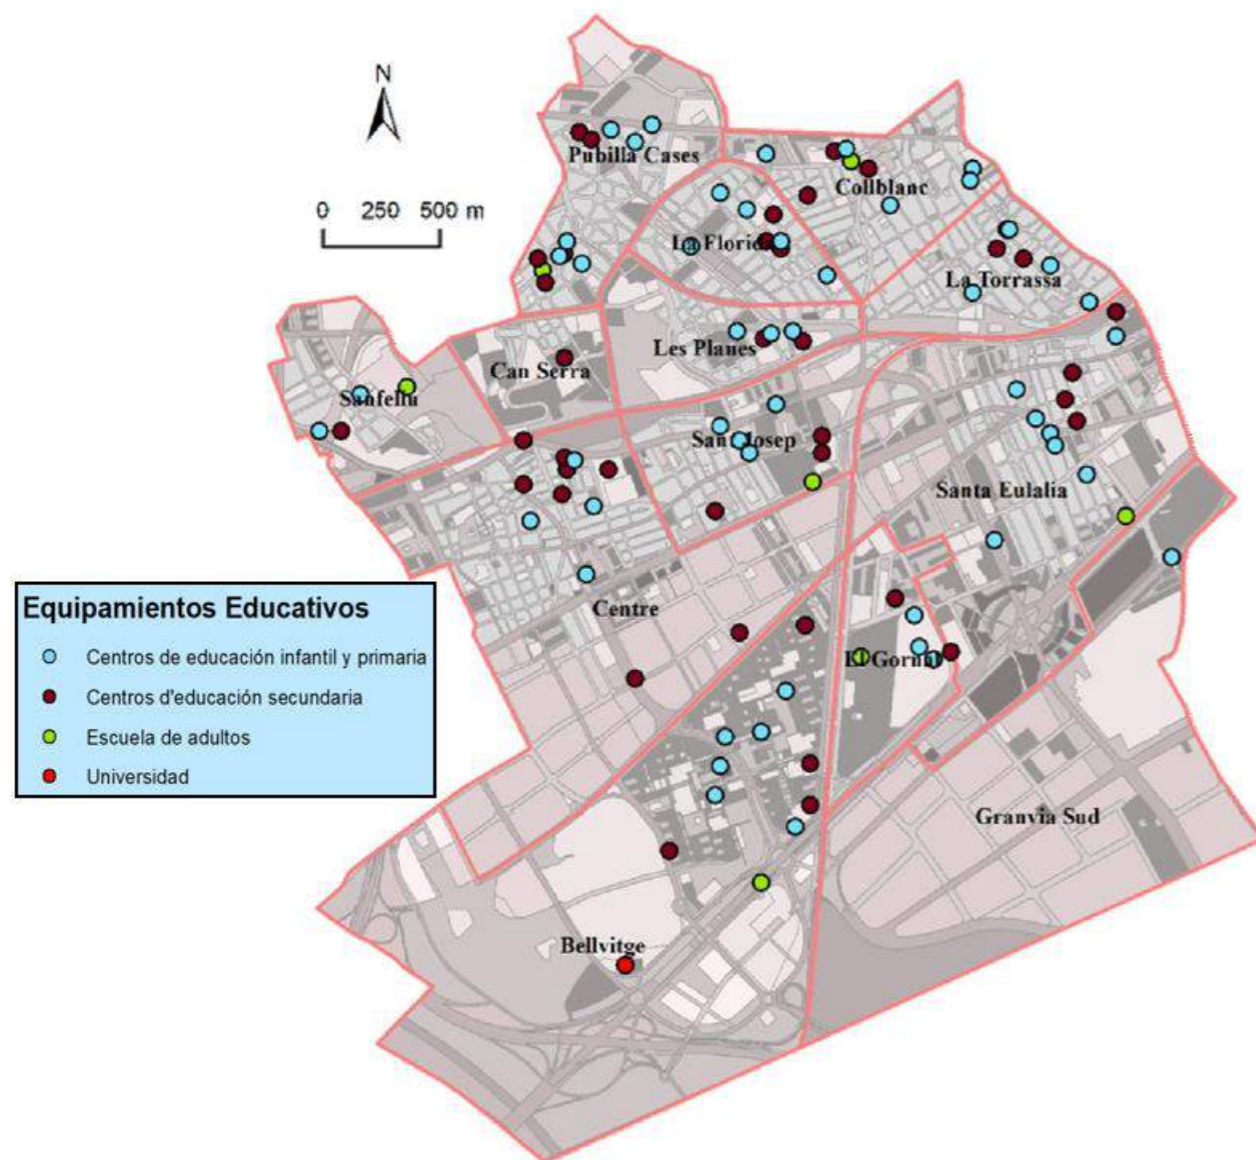 N
0 250 500 m
Pubilla Cases
Collblanc
La Florida
La Torrassa
Les Planes
Can Serra
Sanfeliu
Sant Josep
Santa Eulalia
Equipamientos Educativos
Centros de educación infantil y primaria
Centros d'educación secundaria
Escuela de adultos
Universidad
Centre
El Gornal
Granvia Sud
Bellvitge